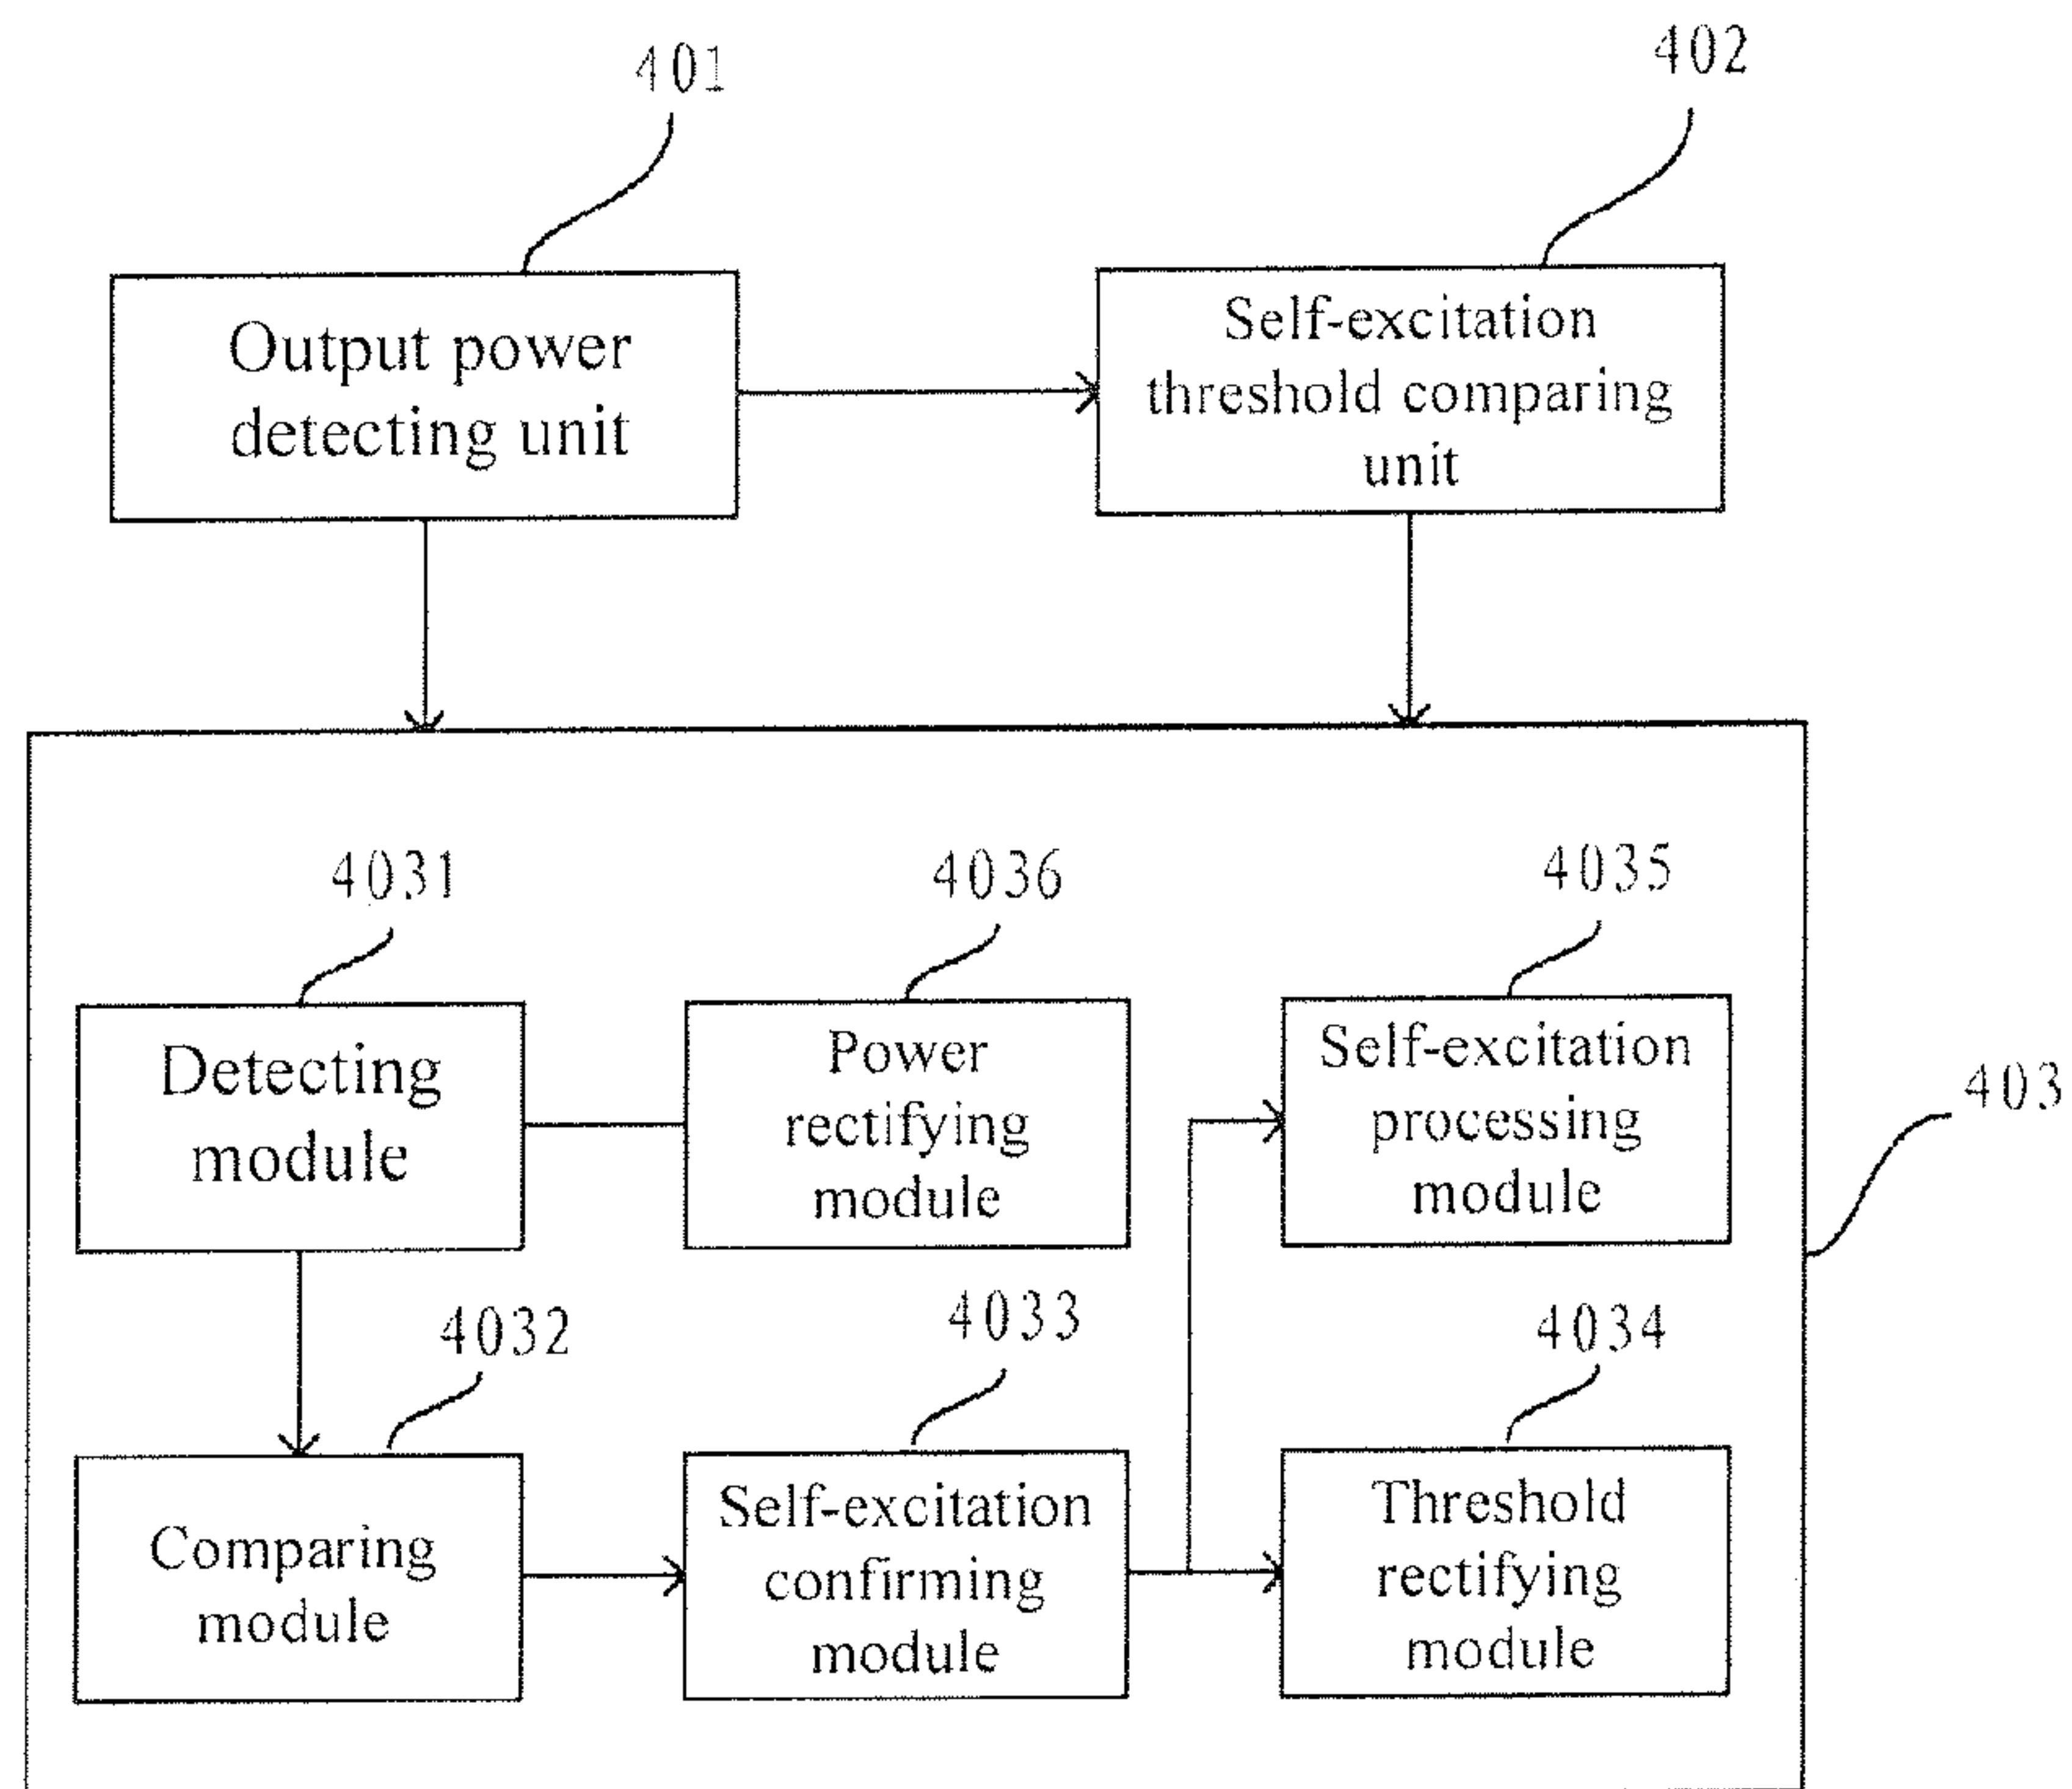 401
402
Output power
detecting unit
Self-excitation
threshold comparing
unit
4031
4036
4035
Detecting
module
Power
rectifying
module
Self-excitation
processing
module
403
4032
4033
4034
Comparing
module
Self-excitation
confirming
module
Threshold
rectifying
module